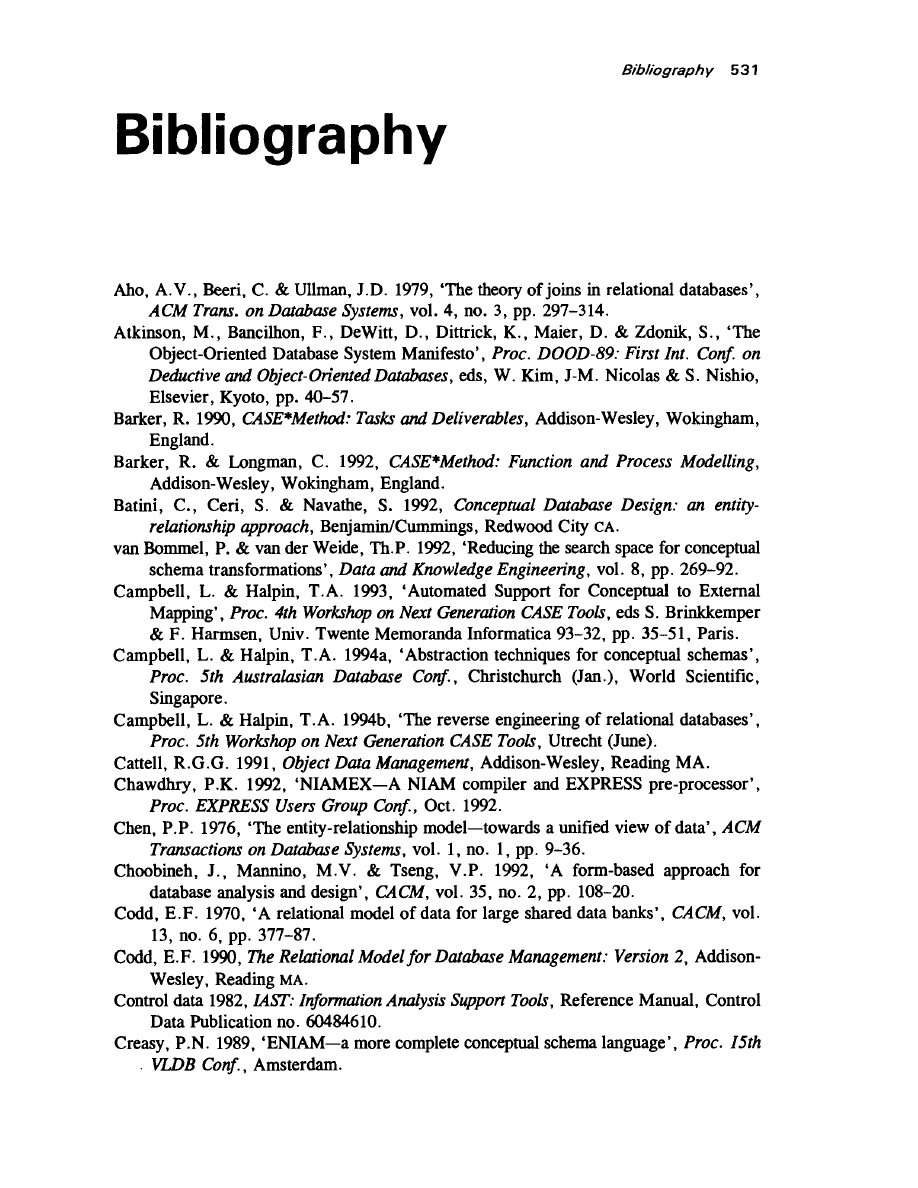 Bibliography 531
Bibliography
Aho, A.V., Beeri, C. & Ullman, J.D. 1979, ‘The theory of joins in relational databases’,
ACM Trans. on Database Systems, vol. 4, no. 3, pp. 297–314.
Atkinson, M., Bancilhon, F., DeWitt, D., Dittrick, K., Maier, D. & Zdonik, S., ‘The
Object-Oriented Database System Manifesto’, Proc. DOOD-89: First Int. Conf. on
Deductive and Object-Oriented Databases, eds, W. Kim, J-M. Nicolas & S. Nishio,
Elsevier, Kyoto, pp. 40–57.
Barker, R. 1990, CASE*Method: Tasks and Deliverables, Addison-Wesley, Wokingham,
England.
Barker, R. & Longman, C. 1992, CASE*Method: Function and Process Modelling,
Addison-Wesley, Wokingham, England.
Batini, C., Ceri, S. & Navathe, S. 1992, Conceptual Database Design: an entity-
relationship approach, Benjamin/Cummings, Redwood City CA.
van Bommel, P. & van der Weide, Th.P. 1992, ‘Reducing the search space for conceptual
schema transformations’, Data and Knowledge Engineering, vol. 8, pp. 269–92.
Campbell, L. & Halpin, T.A. 1993, ‘Automated Support for Conceptual to External
Mapping’, Proc. 4th Workshop on Next Generation CASE Tools, eds S. Brinkkemper
& F. Harmsen, Univ. Twente Memoranda Informatica 93–32, pp. 35–51, Paris.
Campbell, L. & Halpin, T.A. 1994a, ‘Abstraction techniques for conceptual schemas’,
Proc. 5th Australasian Database Conf., Christchurch (Jan.), World Scientific,
Singapore.
Campbell, L. & Halpin, T.A. 1994b, ‘The reverse engineering of relational databases’,
Proc. 5th Workshop on Next Generation CASE Tools, Utrecht (June).
Cattell, R.G.G. 1991, Object Data Management, Addison-Wesley, Reading MA.
Chawdhry, P.K. 1992, ‘NIAMEX—A NIAM compiler and EXPRESS pre-processor’,
Proc. EXPRESS Users Group Conf., Oct. 1992.
Chen, P.P. 1976, ‘The entity-relationship model—towards a unified view of data’, ACM
Transactions on Database Systems, vol. 1, no. 1, pp. 9–36.
Choobineh, J., Mannino, M.V. & Tseng, V.P. 1992, ‘A form-based approach for
database analysis and design’, CACM, vol. 35, no. 2, pp. 108–20.
Codd, E.F. 1970, ‘A relational model of data for large shared data banks’, CACM, vol.
13, no. 6, pp. 377–87.
Codd, E.F. 1990, The Relational Model for Database Management: Version 2, Addison-
Wesley, Reading MA.
Control data 1982, IAST: Information Analysis Support Tools, Reference Manual, Control
Data Publication no. 60484610.
Creasy, P.N. 1989, ‘ENIAM—a more complete conceptual schema language’, Proc. 15th
VLDB Conf., Amsterdam.